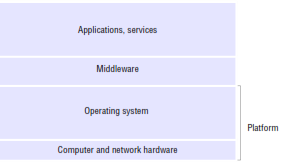 Applications, services
Middleware
Operating system
Platform
Computer and network hardware